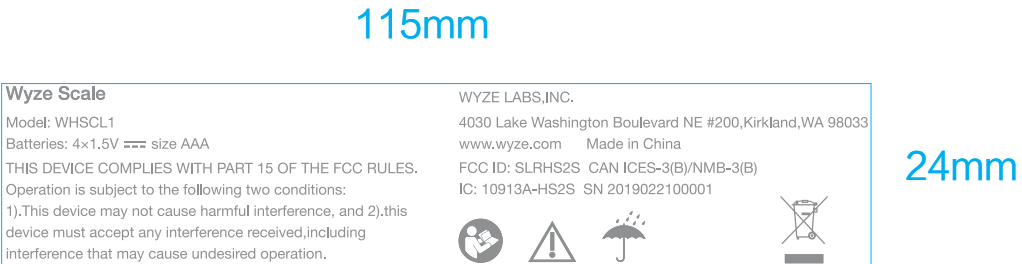 115mm
Wyze Scale
Model: WHSCL1
Batteries: 4×1.5V size AAA
THIS DEVICE COMPLIES WITH PART 15 OF THE FCC RULES.
Operation is subject to the following two conditions:
1).This device may not cause harmful interference, and 2).this
device must accept any interference received,including
interference that may cause undesired operation.
WYZE LABS,INC.
4030 Lake Washington Boulevard NE #200,Kirkland,WA 98033
www.wyze.com Made in China
FCC ID: SLRHS2S CAN ICES-3(B)/NMB-3(B)
IC: 10913A-HS2S SN 2019022100001
24mm